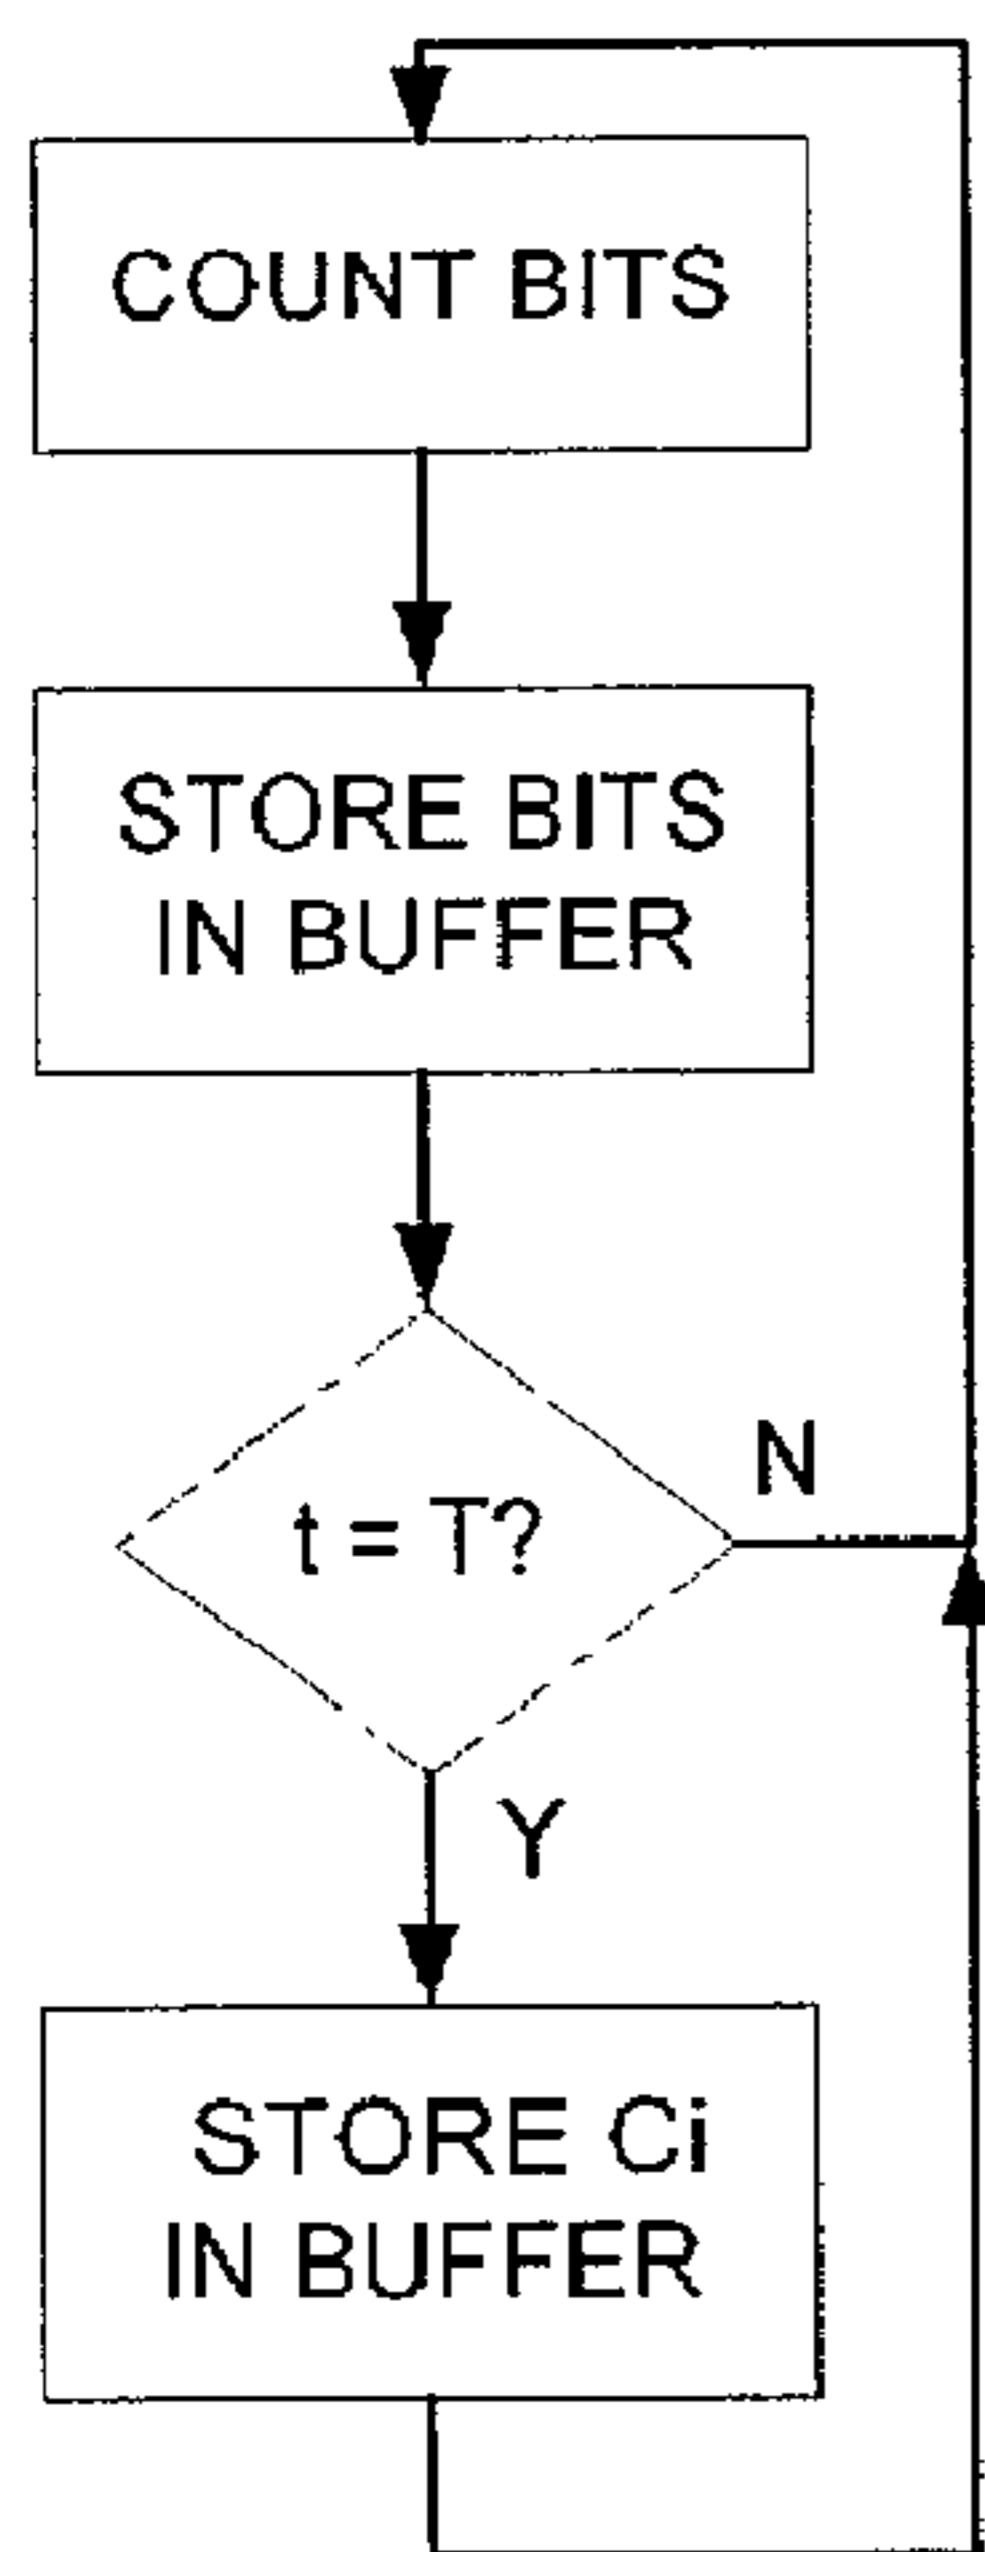 COUNT BITS
STORE BITS
IN BUFFER
t = T?
N
Y
STORE Ci
IN BUFFER